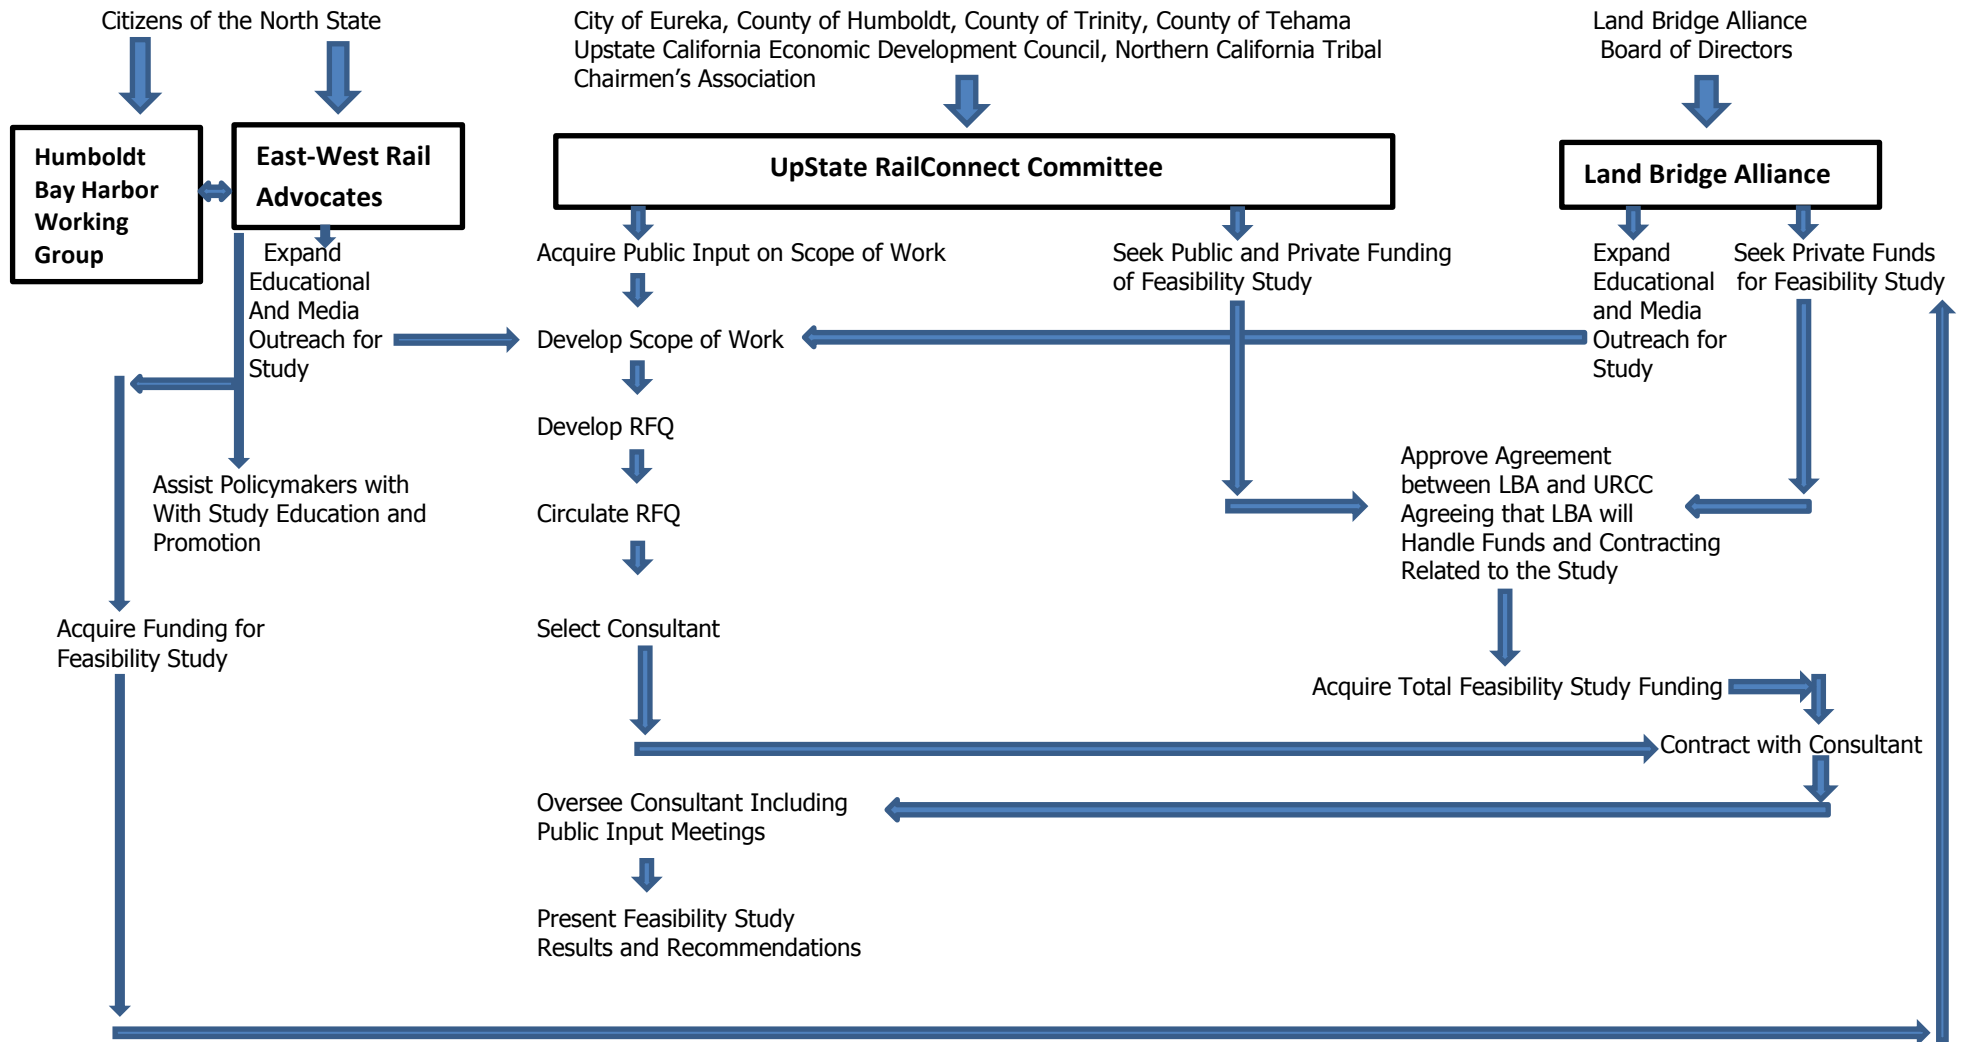 Citizens of the North State
City of Eureka, County of Humboldt, County of Trinity, County of Tehama
Upstate California Economic Development Council, Northern California Tribal
Chairmen’s Association
Land Bridge Alliance
Board of Directors
Humboldt
Bay Harbor
Working
Group
East-West Rail
Advocates
UpState RailConnect Committee
Land Bridge Alliance
Expand
Educational
And Media
Outreach for
Study
Acquire Public Input on Scope of Work
Seek Public and Private Funding
of Feasibility Study
Expand
Educational
and Media
Outreach for
Study
Seek Private Funds
for Feasibility Study
Develop Scope of Work
Develop RFQ
Assist Policymakers with
With Study Education and
Promotion
Circulate RFQ
Approve Agreement
between LBA and URCC
Agreeing that LBA will
Handle Funds and Contracting
Related to the Study
Acquire Funding for
Feasibility Study
Select Consultant
Acquire Total Feasibility Study Funding
Contract with Consultant
Oversee Consultant Including
Public Input Meetings
Present Feasibility Study
Results and Recommendations